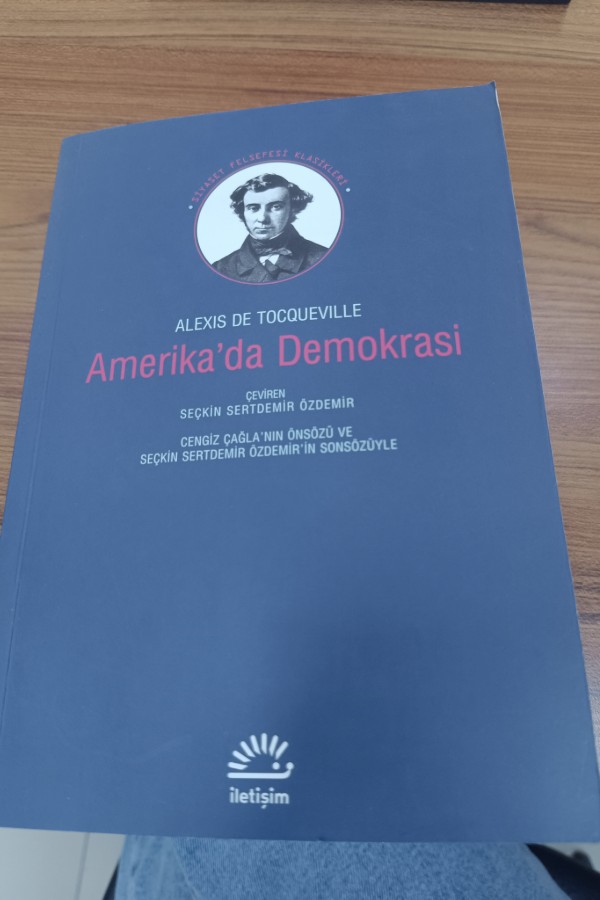 SİYASET FELSEFESİ KLASİKLERİ
ALEXIS DE TOCQUEVILLE
Amerika'da Demokrasi
ÇEVİREN
SEÇKİN SERTDEMİR ÖZDEMİR
CENGİZ ÇAĞLA'NIN ÖNSÖZÜ VE
SEÇKİN SERTDEMİR ÖZDEMİR'İN SONSÖZÜYLE
iletişim